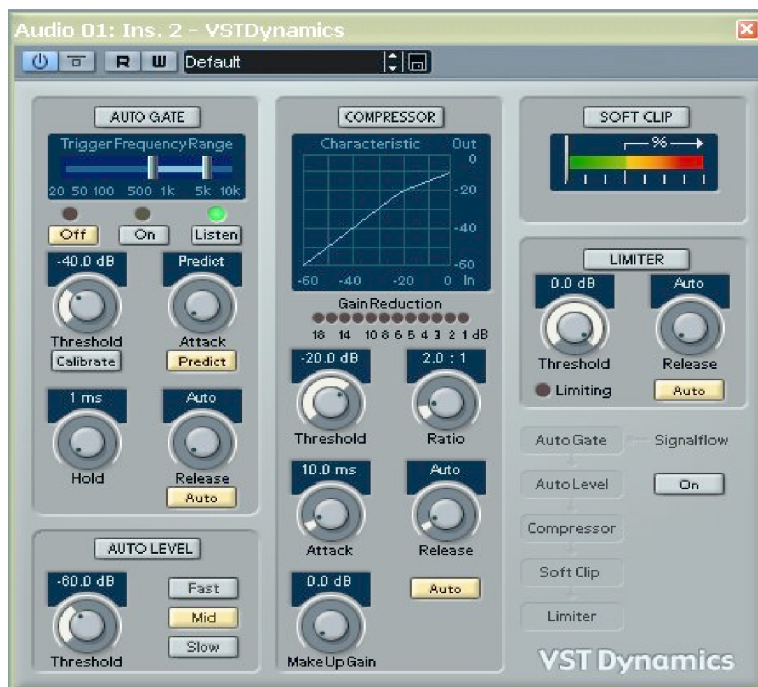 Audio 01: Ins. 2 - VSTDynamics
R W Default
AUTO GATE
Trigger Frequency Range
20 50 100 500 1k 5k 10k
Off On Listen
-40.0 dB Predict
Threshold Attack
Calibrate Predict
1 ms Auto
Hold Release
Auto
AUTO LEVEL
-60.0 dB
Fast
Mid
Slow
Threshold
COMPRESSOR
Characteristic Out
0
-20
-40
-60
-60 -40 -20 0 In
Gain Reduction
18 14 10 8 6 5 4 3 2 1 dB
-20.0 dB 2.0 : 1
Threshold Ratio
10.0 ms Auto
Attack Release
0.0 dB
Auto
MakeUp Gain
SOFT CLIP
%
LIMITER
0.0 dB Auto
Threshold Release
Limiting Auto
Auto Gate Signalflow
Auto Level On
Compressor
Soft Clip
Limiter
VST Dynamics